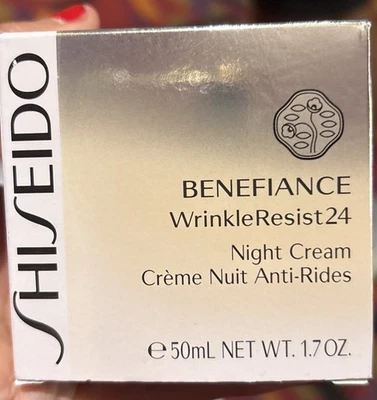 SHISEIDO
BENEFIANCE
WrinkleResist24
Night Cream
Crème Nuit Anti-Rides
℮50mL NET WT. 1.7 OZ.